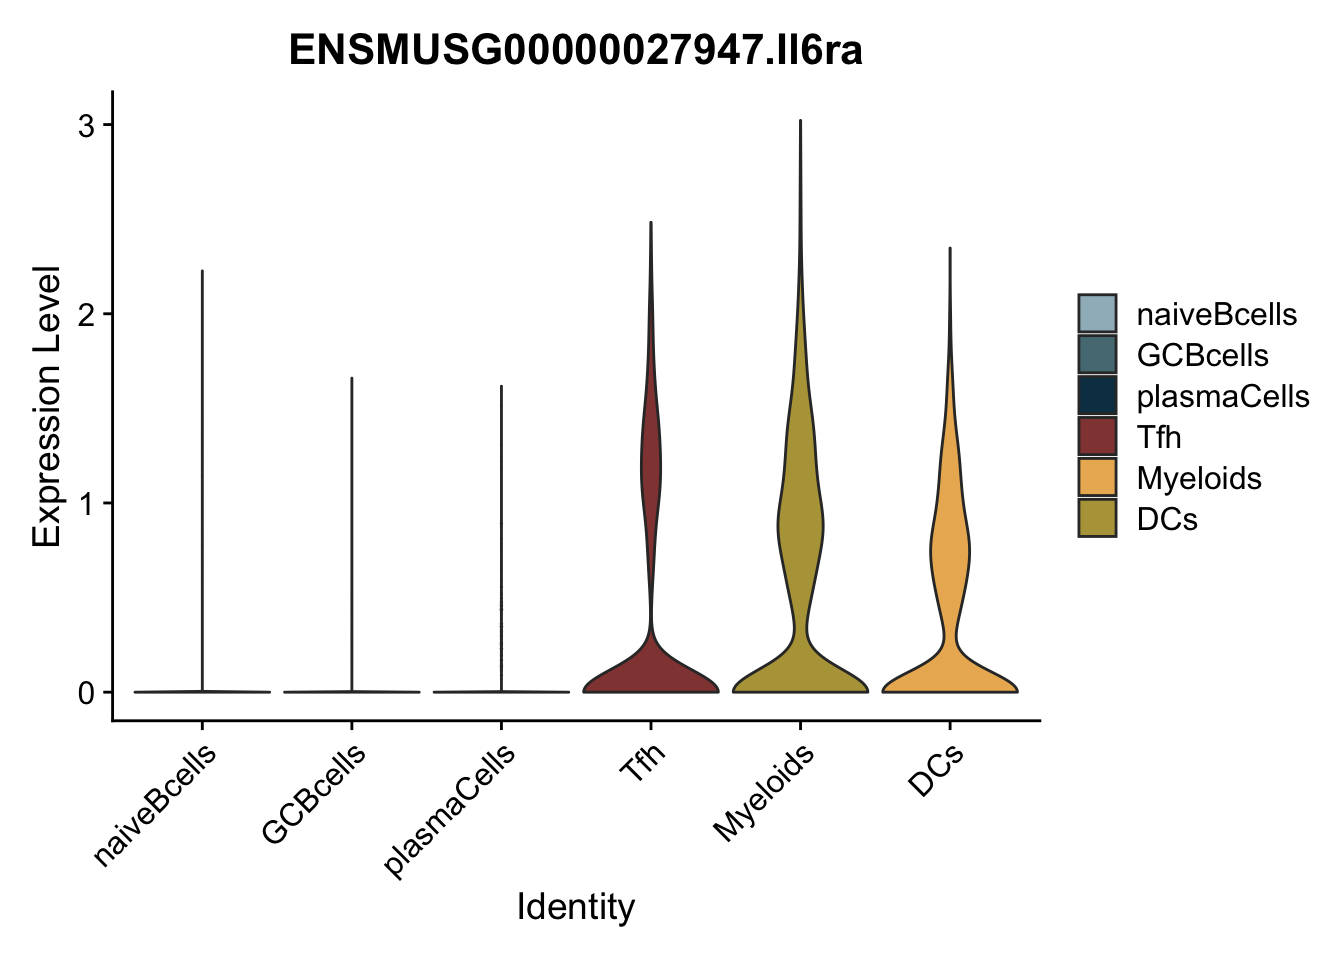 ENSMUSG00000027947.Il6ra
Expression Level
3
2
1
0
naiveBcells
GCBcells
plasmaCells
Tfh
Myeloids
DCs
Identity
naiveBcells
GCBcells
plasmaCells
Tfh
Myeloids
DCs